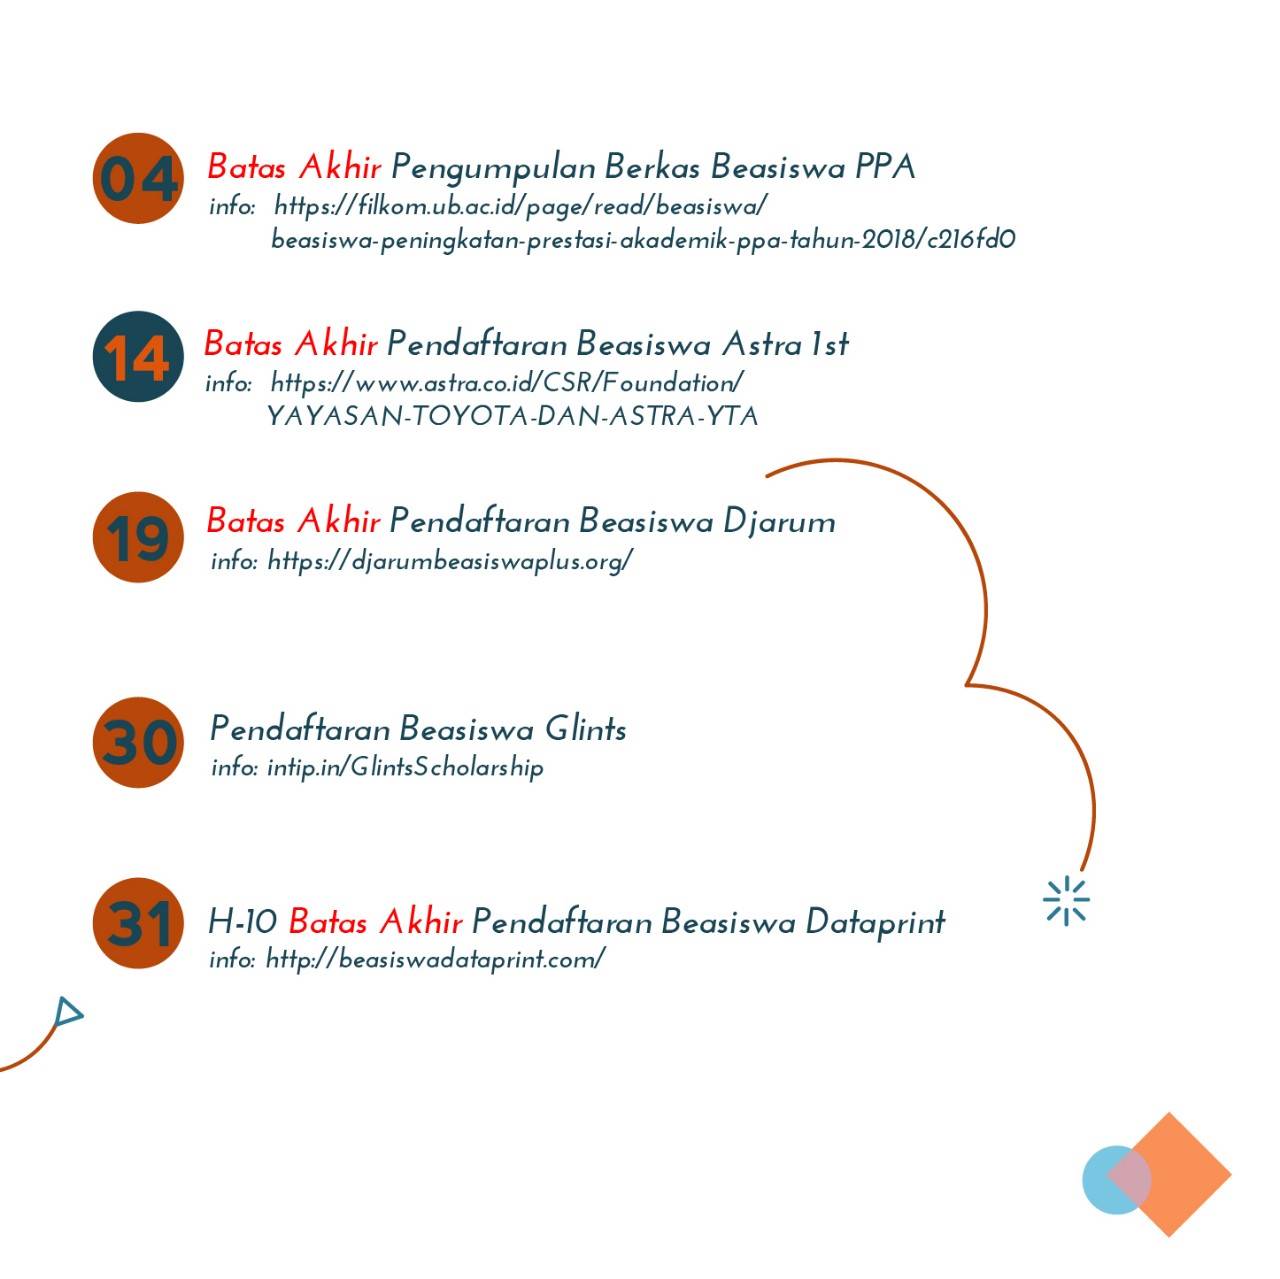 04
Batas Akhir Pengumpulan Berkas Beasiswa PPA
info: https://filkom.ub.ac.id/page/read/beasiswa/
beasiswa-peningkatan-prestasi-akademik-ppa-tahun-2018/c216fd0
14
Batas Akhir Pendaftaran Beasiswa Astra 1st
info: https://www.astra.co.id/CSR/Foundation/
YAYASAN-TOYOTA-DAN-ASTRA-YTA
19
Batas Akhir Pendaftaran Beasiswa Djarum
info: https://djarumbeasiswaplus.org/
30
Pendaftaran Beasiswa Glints
info: intip.in/GlintsScholarship
31
H-10 Batas Akhir Pendaftaran Beasiswa Dataprint
info: http://beasiswadataprint.com/